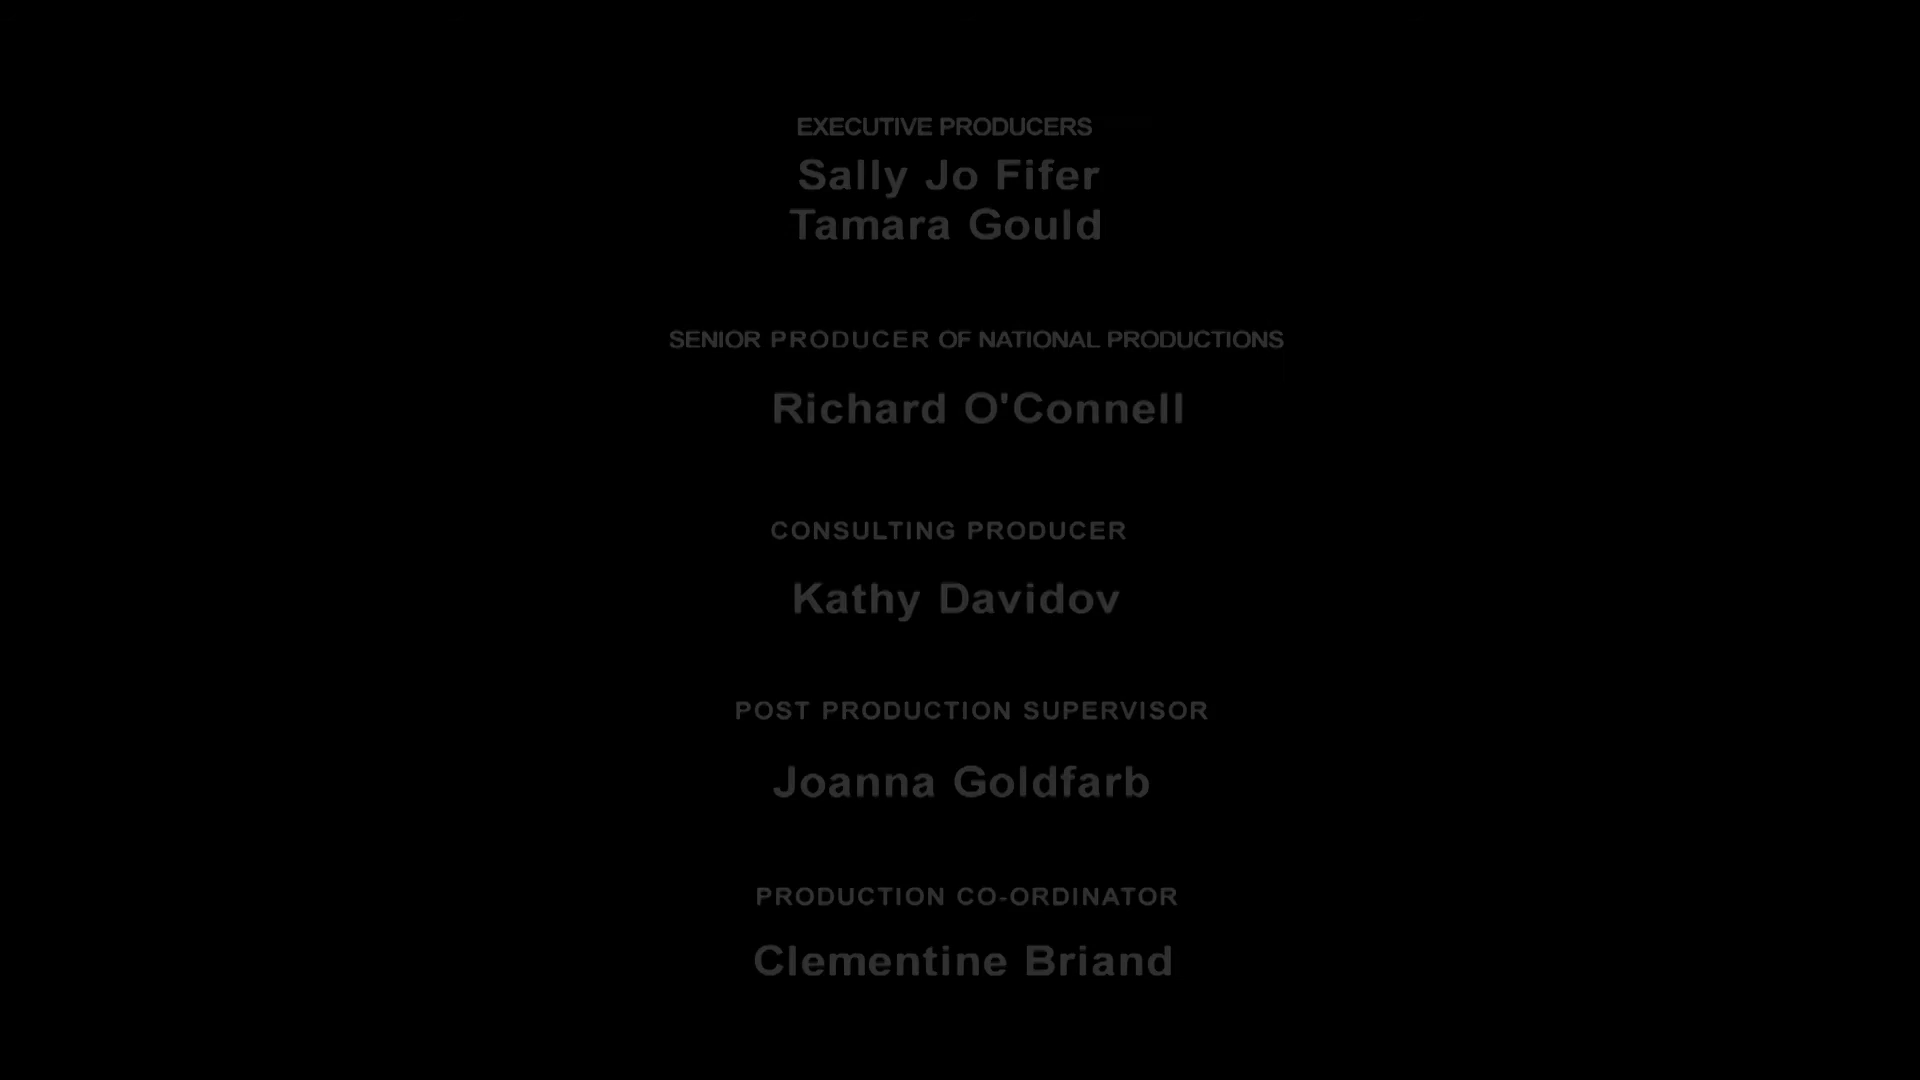 EXECUTIVE PRODUCERS
Sally Jo Fifer
Tamara Gould
SENIOR PRODUCER OF NATIONAL PRODUCTIONS
Richard O'Connell
CONSULTING PRODUCER
Kathy Davidov
POST PRODUCTION SUPERVISOR
Joanna Goldfarb
PRODUCTION CO-ORDINATOR
Clementine Briand